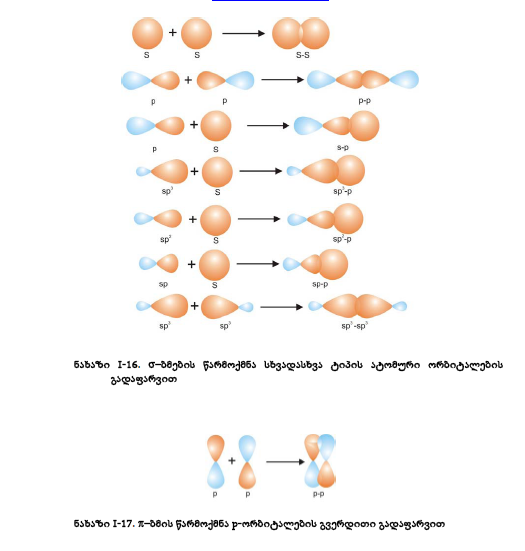 S S S-S
p p p-p
p S s-p
sp³ S sp³-p
sp² S sp²-p
sp S sp-p
sp³ sp³ sp³-sp³
ნახაზი I-16. σ–ბმების წარმოქმნა სხვადასხვა ტიპის ატომური ორბიტალების
გადაფარვით
p p p-p
ნახაზი I-17. π–ბმის წარმოქმნა p-ორბიტალების გვერდითი გადაფარვით